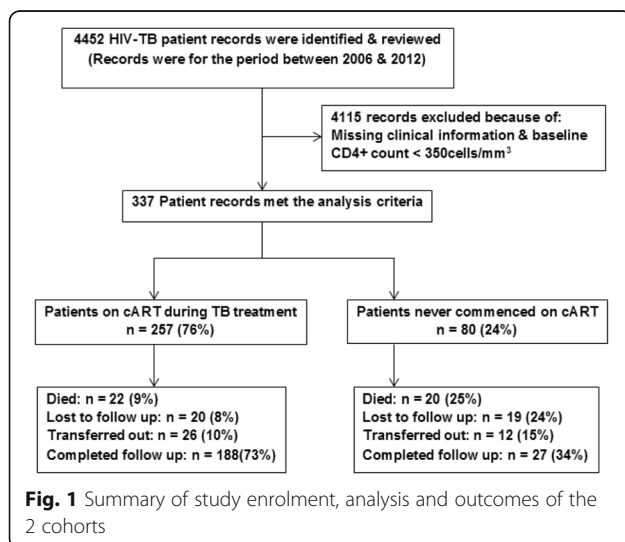 4452 HIV-TB patient records were identified & reviewed
(Records were for the period between 2006 & 2012)
4115 records excluded because of:
Missing clinical information & baseline
CD4+ count < 350cells/mm³
337 Patient records met the analysis criteria
Patients on cART during TB treatment
n = 257 (76%)
Patients never commenced on cART
n = 80 (24%)
Died: n = 22 (9%)
Lost to follow up: n = 20 (8%)
Transferred out: n = 26 (10%)
Completed follow up: n = 188(73%)
Died: n = 20 (25%)
Lost to follow up: n = 19 (24%)
Transferred out: n = 12 (15%)
Completed follow up: n = 27 (34%)
Fig. 1 Summary of study enrolment, analysis and outcomes of the
2 cohorts